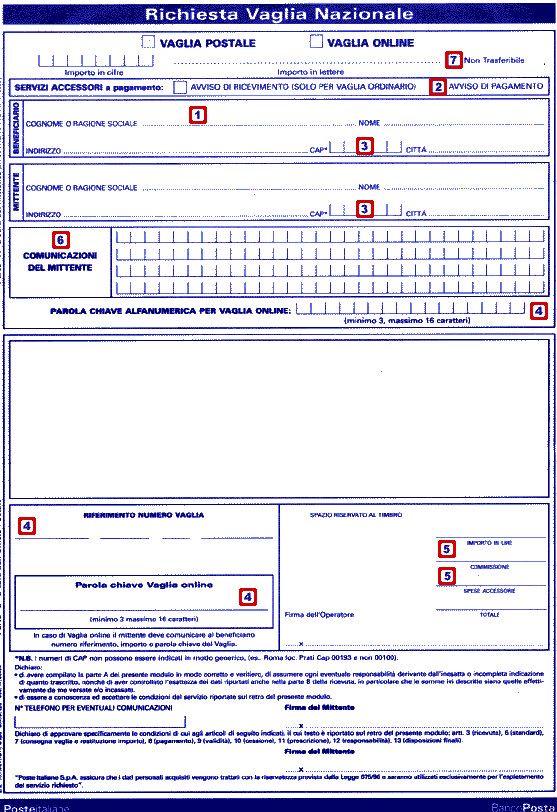 Richiesta Vaglia Nazionale
VAGLIA POSTALE VAGLIA ONLINE
7 Non Trasferibile
Importo in cifre Importo in lettere
SERVIZI ACCESSORI a pagamento: AVVISO DI RICEVIMENTO (SOLO PER VAGLIA ORDINARIO) 2 AVVISO DI PAGAMENTO
BENEFICIARIO
1
COGNOME O RAGIONE SOCIALE NOME
INDIRIZZO CAP* 3 CITTÀ
MITTENTE
COGNOME O RAGIONE SOCIALE NOME
INDIRIZZO CAP* 3 CITTÀ
6
COMUNICAZIONI
DEL MITTENTE
PAROLA CHIAVE ALFANUMERICA PER VAGLIA ONLINE: 4
(minimo 3, massimo 16 caratteri)
RIFERIMENTO NUMERO VAGLIA
4
Parola chiave Vaglia online
4
(minimo 3 massimo 16 caratteri)
In caso di Vaglia online il mittente deve comunicare al beneficiario
numero riferimento, importo e parola chiave del Vaglia.
SPAZIO RISERVATO AL TIMBRO
5 IMPORTO IN LIRE
COMMISSIONE
5
SPESE ACCESSORIE
TOTALE
Firma dell'Operatore
x
*N.B. I numeri di CAP non possono essere indicati in modo generico, (es.. Roma loc. Prati Cap 00193 e non 00100).
Dichiaro:
• di avere compilato la parte A del presente modulo in modo corretto e veritiero, di assumere ogni eventuale responsabilità derivante dall'inesatta o incompleta indicazione
di quanto trascritto, nonché di aver controllato l'esattezza dei dati riportati anche nella parte B della ricevuta, in particolare che le somme ivi descritte siano quelle effetti-
vamente da me versate e/o incassate.
• di essere a conoscenza ed accettare le condizioni del servizio riportate sul retro del presente modulo.
N° TELEFONO PER EVENTUALI COMUNICAZIONI Firma del Mittente
x
Dichiaro di approvare specificamente le condizioni di cui agli articoli di seguito indicati, il cui testo è riportato sul retro del presente modulo; artt. 3 (ricevuta), 5 (standard),
7 (consegna vaglia e restituzione importo), 8 (pagamento), 9 (validità), 10 (cessione), 11 (prescrizione), 12 (responsabilità), 13 (disposizioni finali).
Firma del Mittente
x
"Poste Italiane S.p.A. assicura che i dati personali acquisiti vengono trattati con la riservatezza prevista dalla Legge 675/96 e saranno utilizzati esclusivamente per l'espletamento
del servizio richiesto".
Posteitaliane BancoPosta